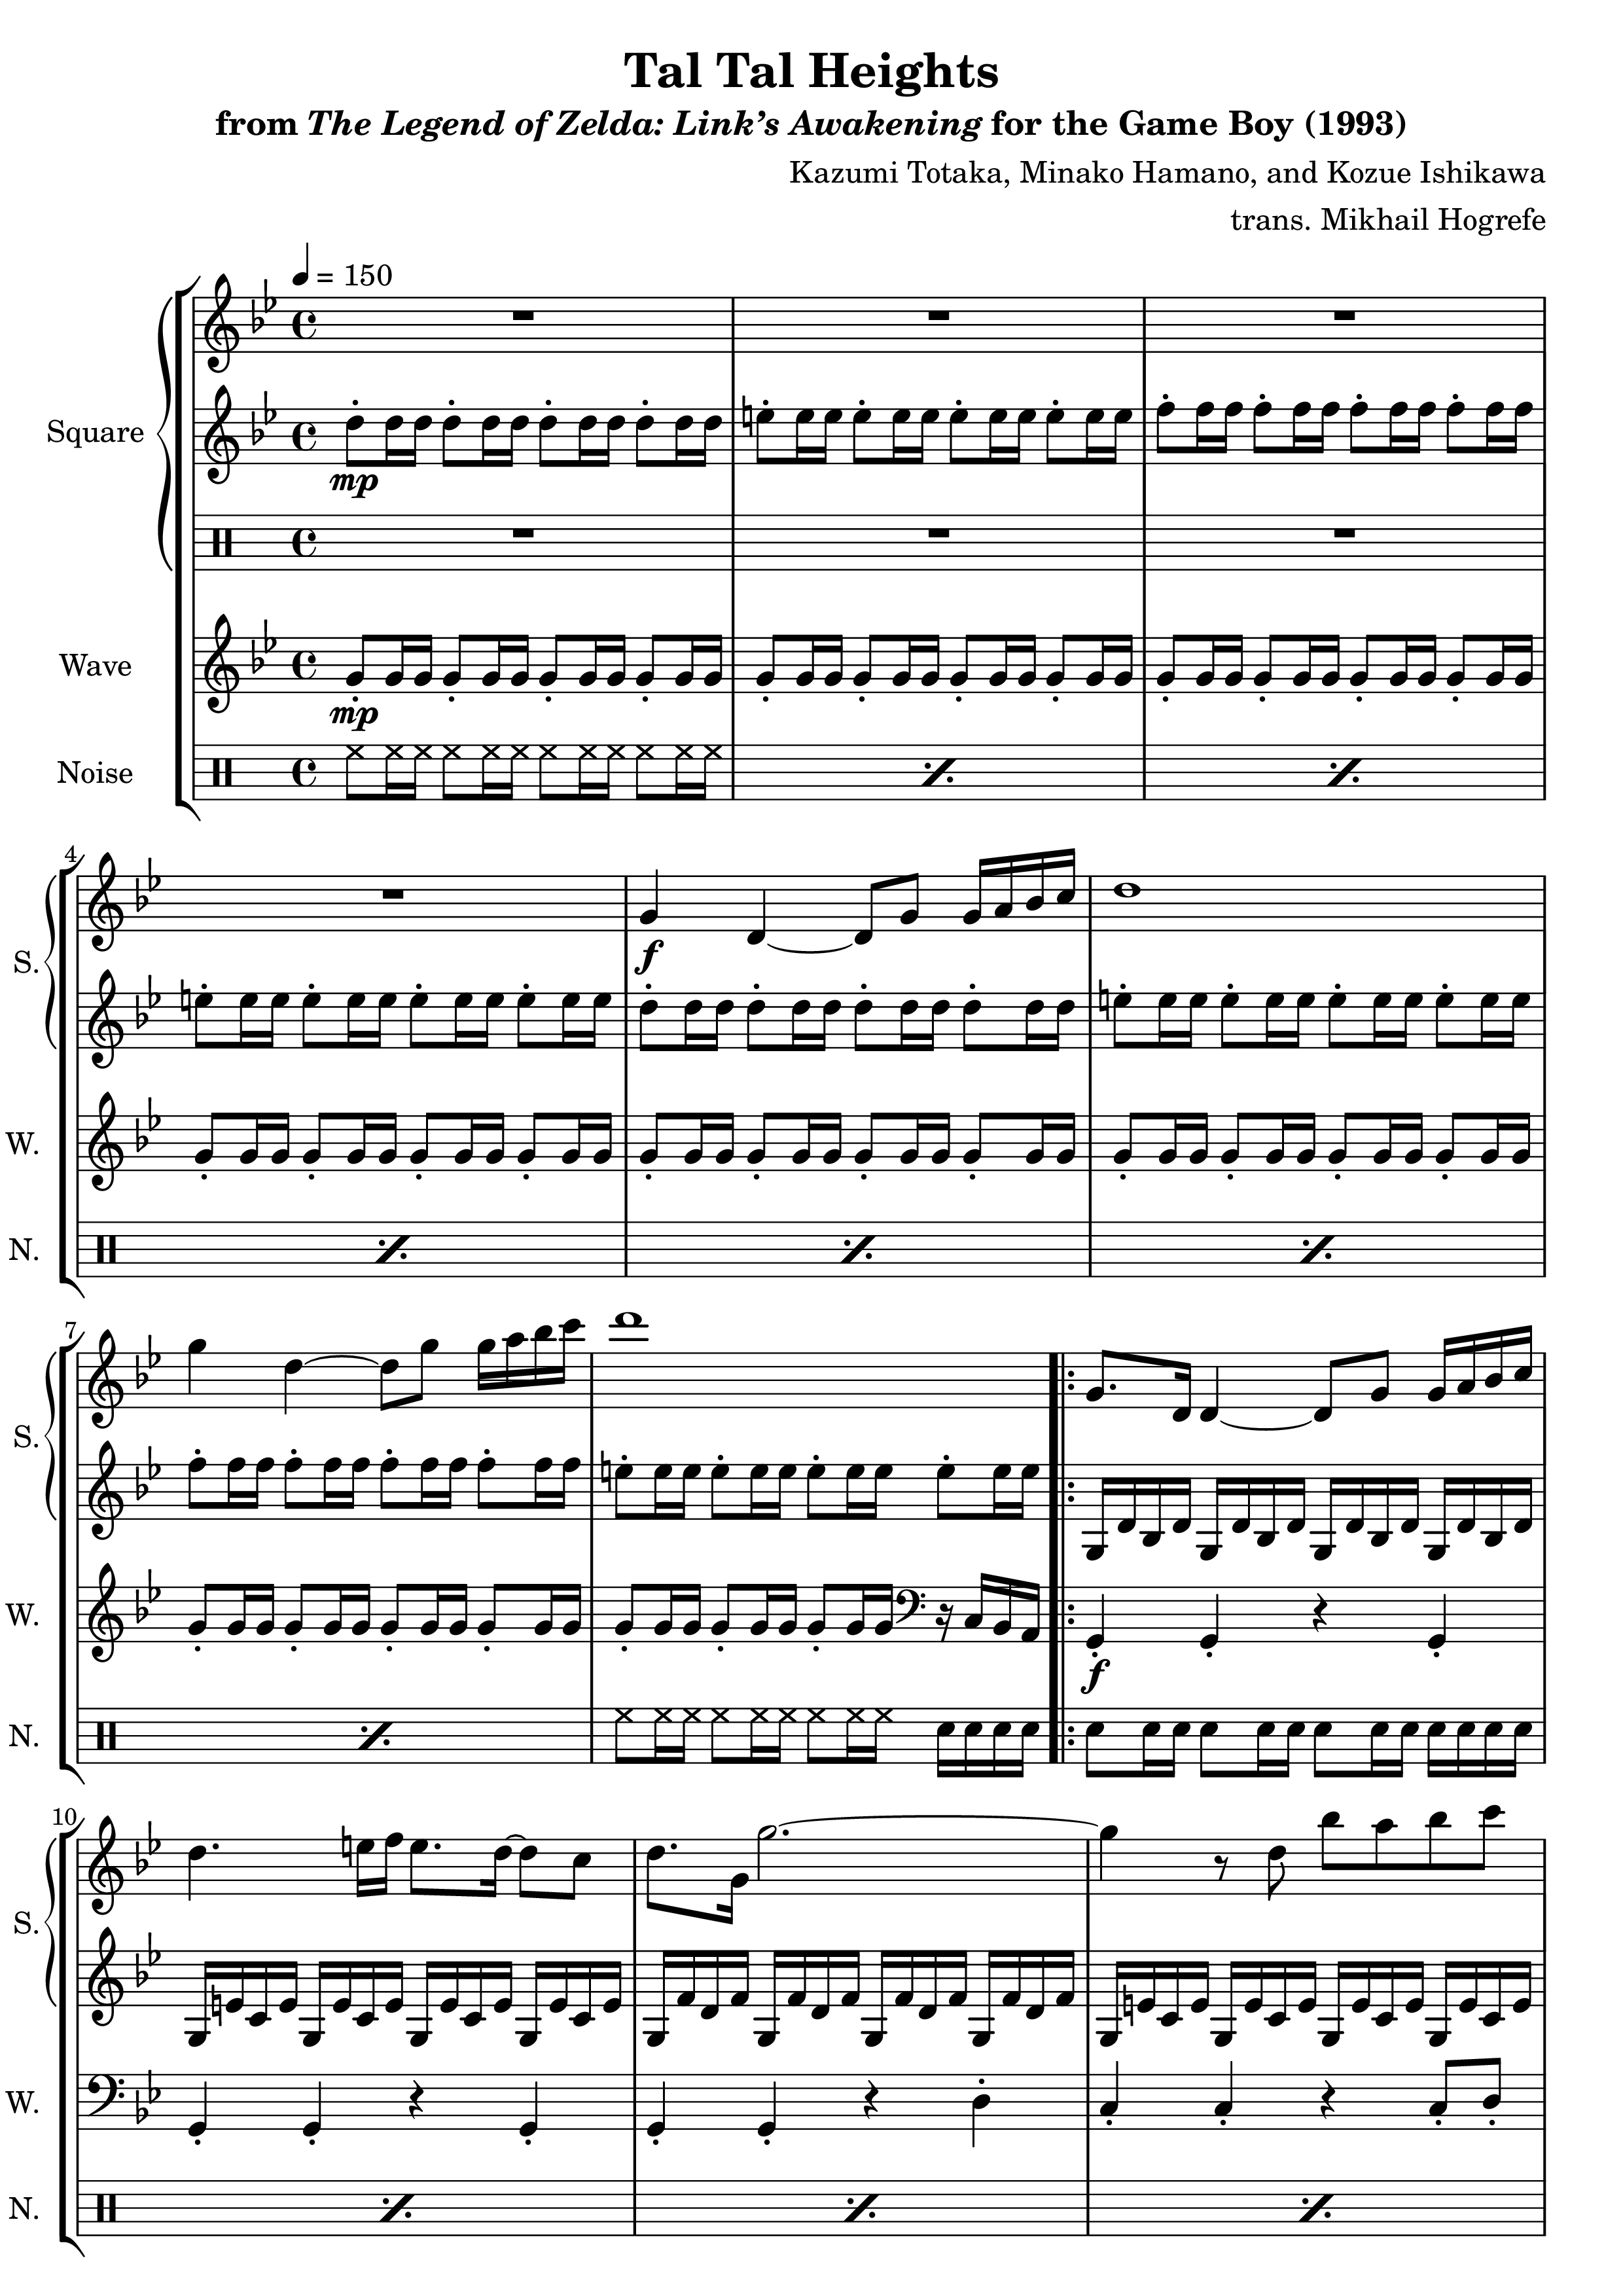 Tal Tal Heights
from The Legend of Zelda: Link’s Awakening for the Game Boy (1993)
Kazumi Totaka, Minako Hamano, and Kozue Ishikawa
trans. Mikhail Hogrefe
= 150
Square
mp
Wave
mp
Noise
4
S.
f
W.
N.
7
S.
W.
f
N.
10
S.
W.
N.